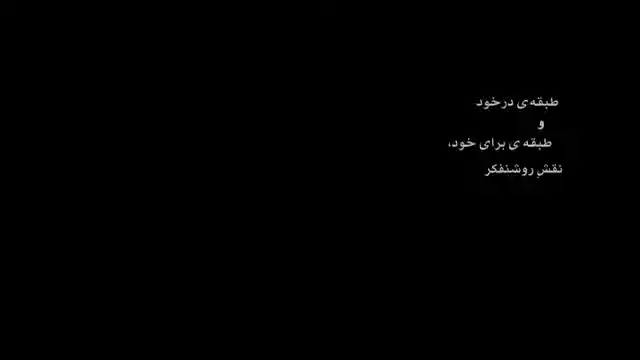 طبقه‌ی درخود
و
طبقه ی برای خود،
نقشِ روشنفکر